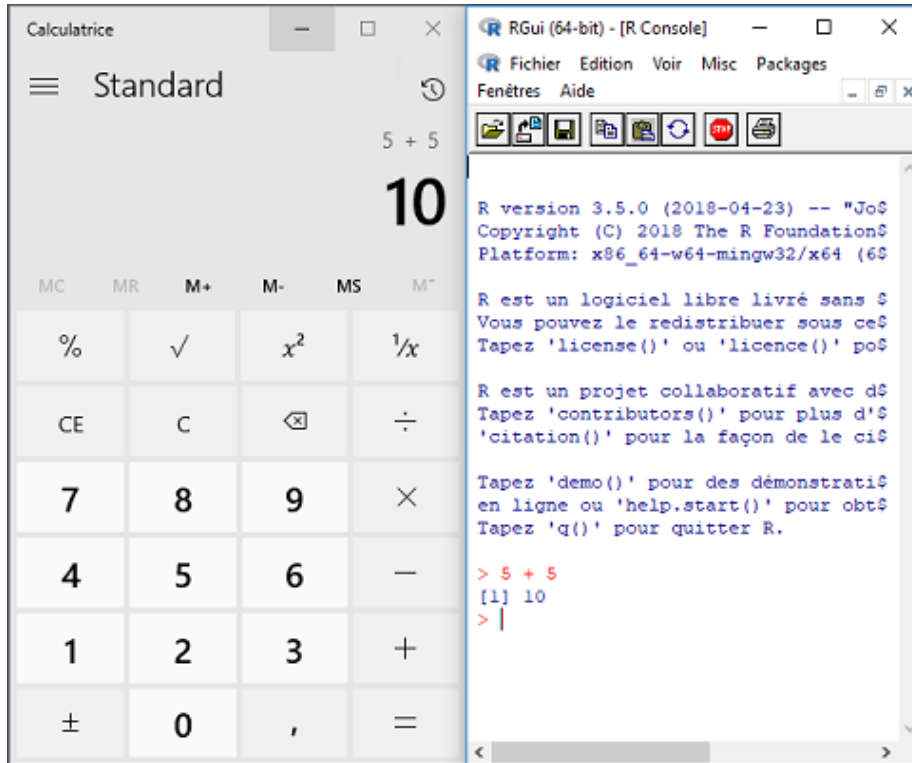 Calculatrice
Standard
5 + 5
10
MC MR M+ M- MS M˅
% √ x² ¹/x
CE C ÷
7 8 9 ×
4 5 6 −
1 2 3 +
± 0 , =
RGui (64-bit) - [R Console]
Fichier Edition Voir Misc Packages
Fenêtres Aide
STOP
R version 3.5.0 (2018-04-23) -- "Jo$
Copyright (C) 2018 The R Foundation$
Platform: x86_64-w64-mingw32/x64 (6$
R est un logiciel libre livré sans $
Vous pouvez le redistribuer sous ce$
Tapez 'license()' ou 'licence()' po$
R est un projet collaboratif avec d$
Tapez 'contributors()' pour plus d'$
'citation()' pour la façon de le ci$
Tapez 'demo()' pour des démonstrati$
en ligne ou 'help.start()' pour obt$
Tapez 'q()' pour quitter R.
> 5 + 5
[1] 10
>